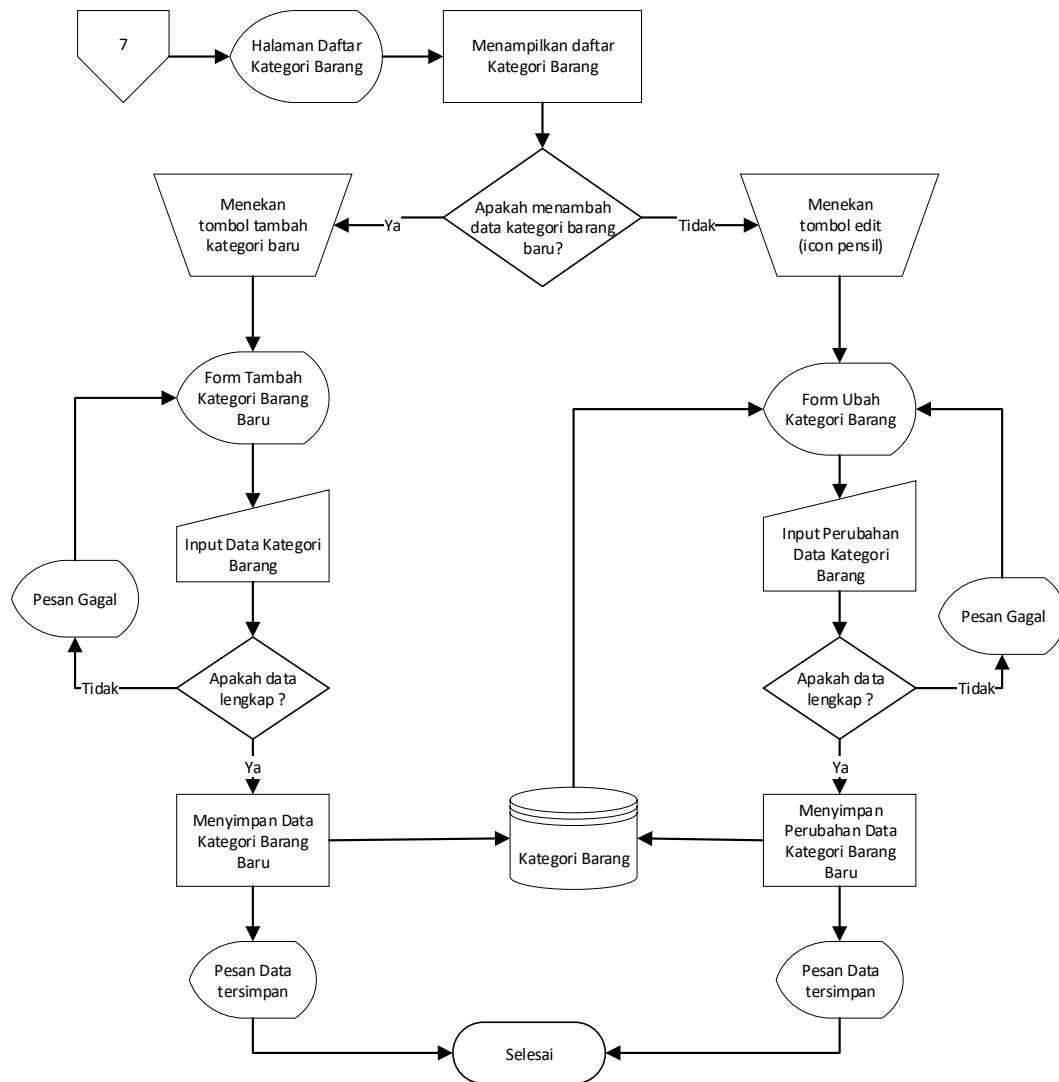 7
Halaman Daftar
Kategori Barang
Menampilkan daftar
Kategori Barang
Menekan
tombol tambah
kategori baru
Ya
Apakah menambah
data kategori barang
baru?
Tidak
Menekan
tombol edit
(icon pensil)
Form Tambah
Kategori Barang
Baru
Form Ubah
Kategori Barang
Input Data Kategori
Barang
Input Perubahan
Data Kategori
Barang
Pesan Gagal
Pesan Gagal
Tidak
Apakah data
lengkap ?
Apakah data
lengkap ?
Tidak
Ya
Ya
Menyimpan Data
Kategori Barang
Baru
Kategori Barang
Menyimpan
Perubahan Data
Kategori Barang
Baru
Pesan Data
tersimpan
Pesan Data
tersimpan
Selesai